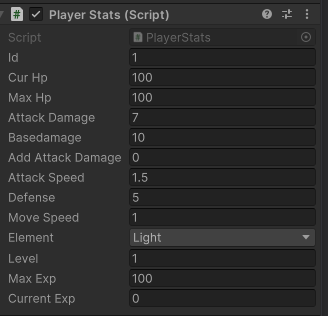 Player Stats (Script)
Script PlayerStats
Id 1
Cur Hp 100
Max Hp 100
Attack Damage 7
Basedamage 10
Add Attack Damage 0
Attack Speed 1.5
Defense 5
Move Speed 1
Element Light
Level 1
Max Exp 100
Current Exp 0